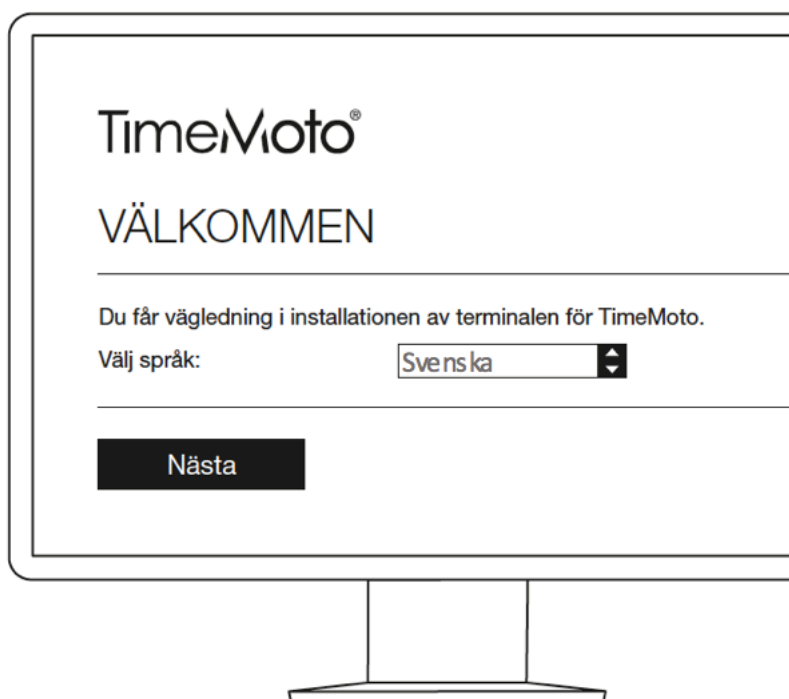 TimeMoto®
VÄLKOMMEN
Du får vägledning i installationen av terminalen för TimeMoto.
Välj språk: Svenska
Nästa